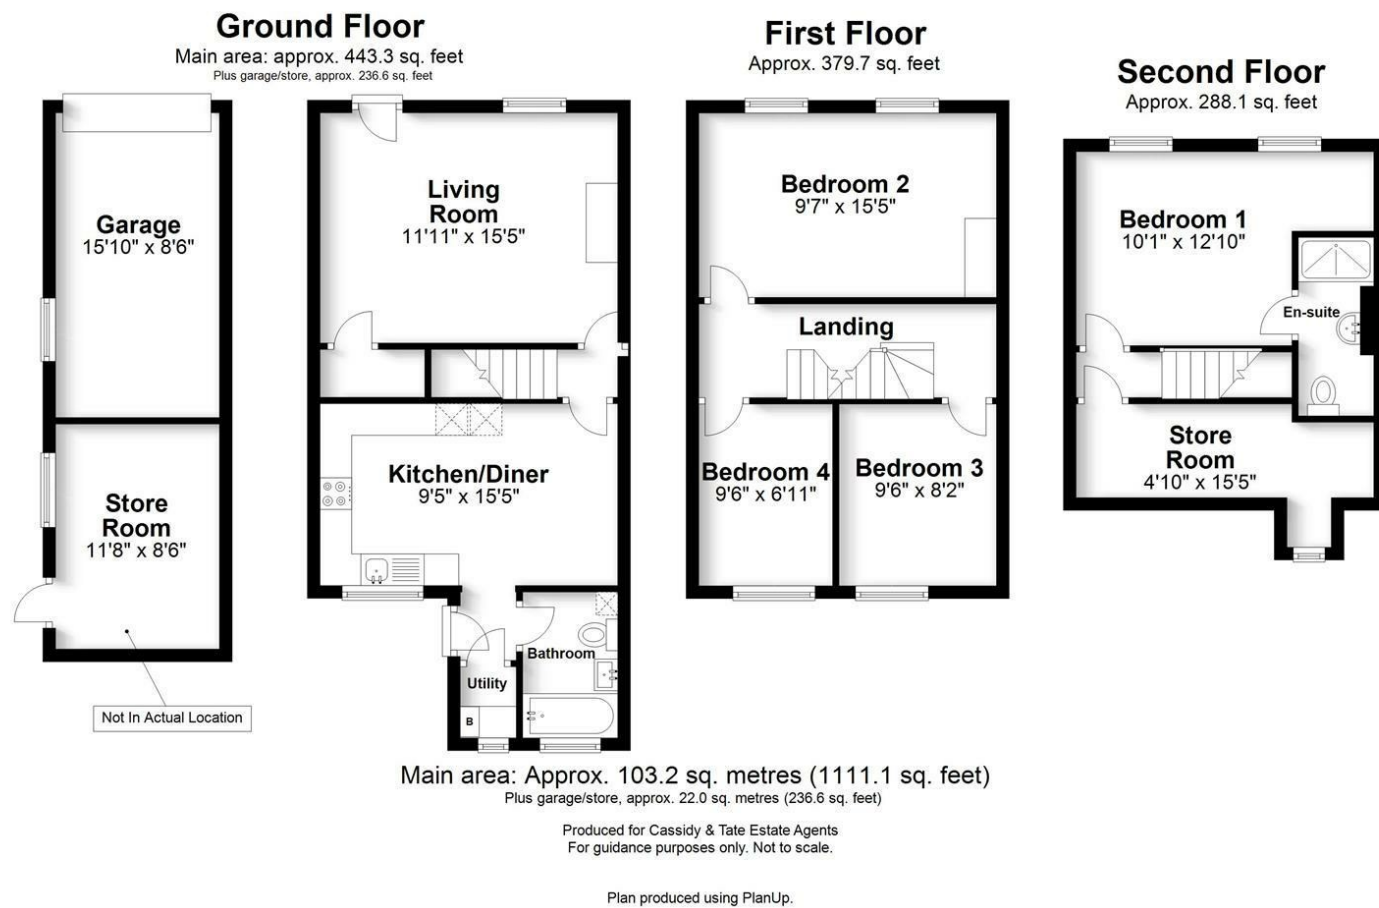 Ground Floor
Main area: approx. 443.3 sq. feet
Plus garage/store, approx. 236.6 sq. feet
Garage
15'10" x 8'6"
Store
Room
11'8" x 8'6"
Not In Actual Location
Living
Room
11'11" x 15'5"
Kitchen/Diner
9'5" x 15'5"
Bathroom
Utility
B
First Floor
Approx. 379.7 sq. feet
Bedroom 2
9'7" x 15'5"
Landing
Bedroom 4
9'6" x 6'11"
Bedroom 3
9'6" x 8'2"
Second Floor
Approx. 288.1 sq. feet
Bedroom 1
10'1" x 12'10"
En-suite
Store
Room
4'10" x 15'5"
Main area: Approx. 103.2 sq. metres (1111.1 sq. feet)
Plus garage/store, approx. 22.0 sq. metres (236.6 sq. feet)
Produced for Cassidy & Tate Estate Agents
For guidance purposes only. Not to scale.
Plan produced using PlanUp.